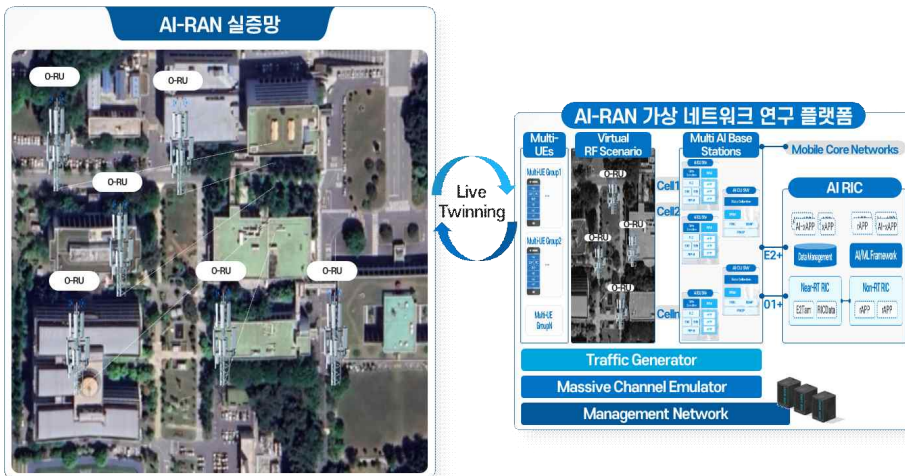 AI-RAN 실증망
O-RU
O-RU
O-RU
O-RU
O-RU
O-RU
Live
Twinning
AI-RAN 가상 네트워크 연구 플랫폼
Multi-
UEs
Multi-UE Group1
Multi-UE Group2
Multi-UE
GroupN
Virtual
RF Scenario
O-RU
O-RU
O-RU
O-RU
Cell1
Cell2
Celln
Multi AI Base
Stations
E2+
O1+
Mobile Core Networks
AI RIC
AI-xAPP
xAPP
rAPP
AI-xAPP
Data Management
AI/ML Framework
Near-RT RIC
E2Tam
RICData
Non-RT RIC
rAPP
rAPP
Traffic Generator
Massive Channel Emulator
Management Network